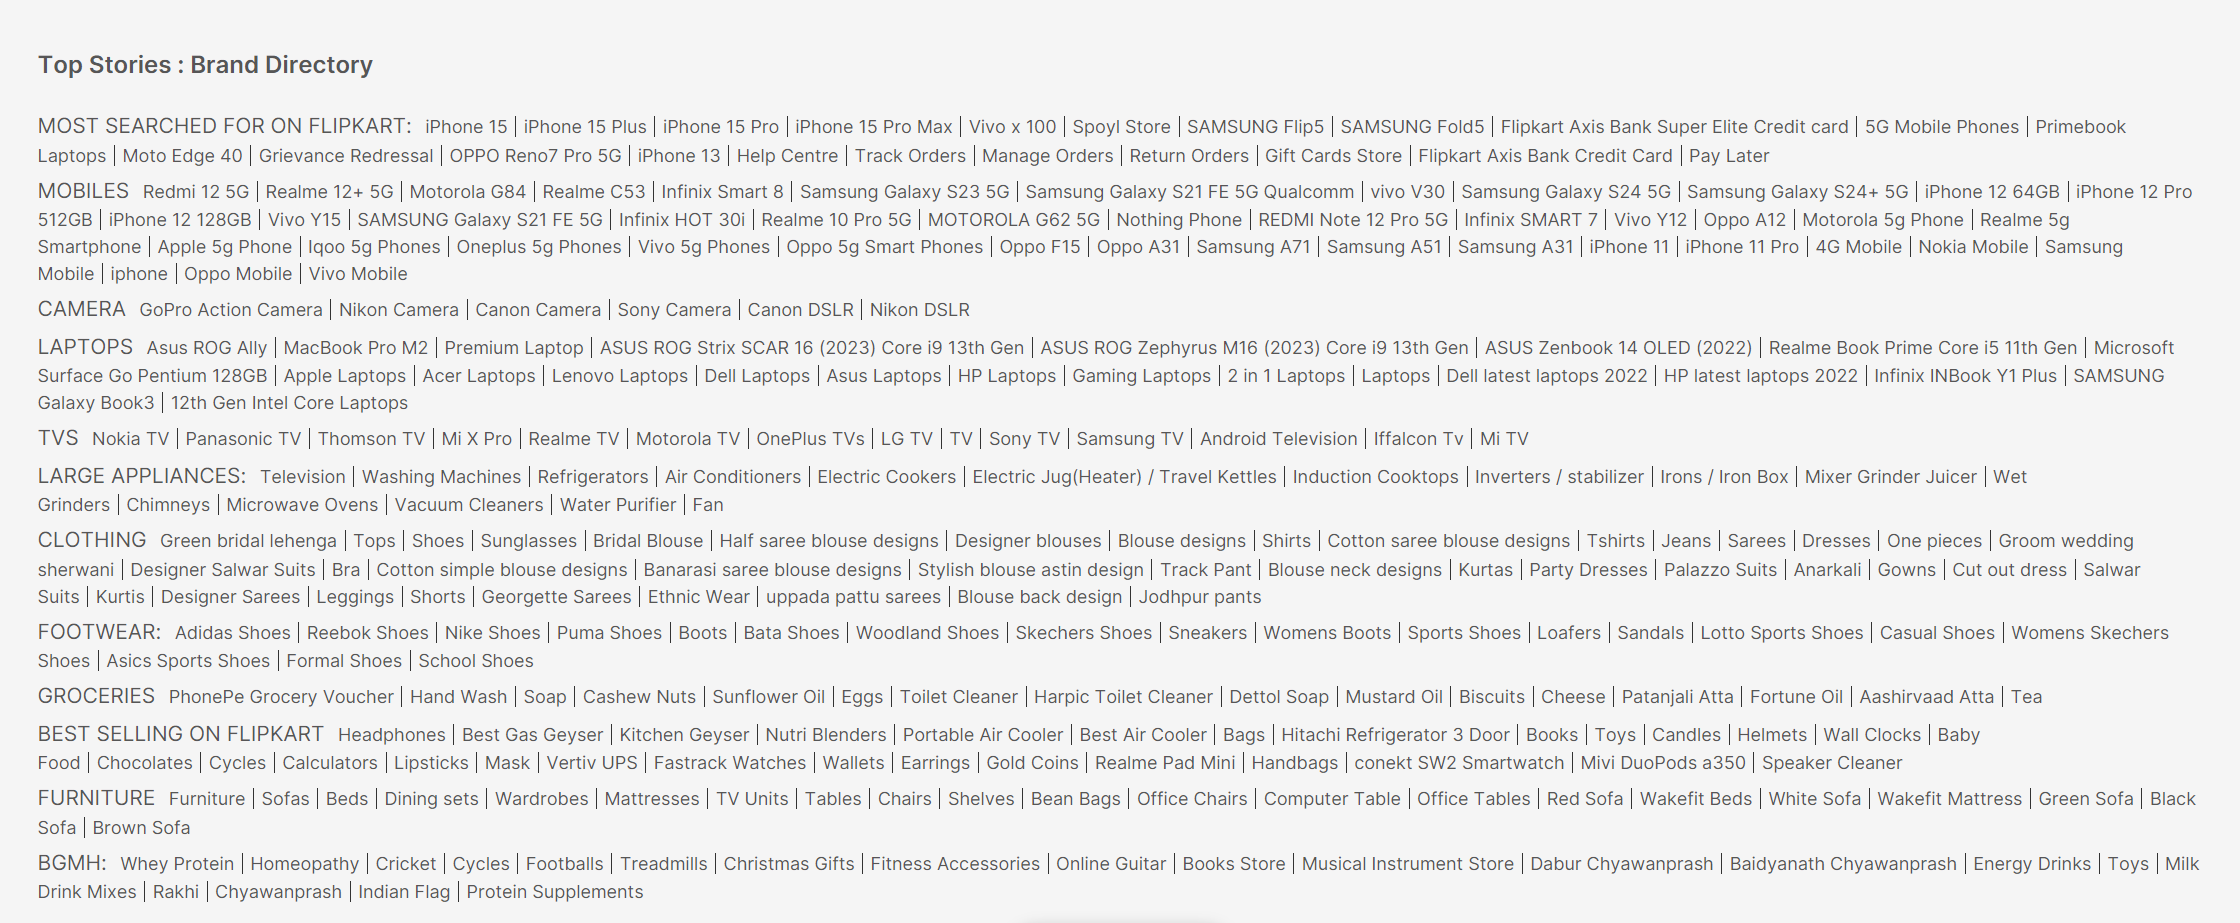 Top Stories : Brand Directory
MOST SEARCHED FOR ON FLIPKART: iPhone 15 | iPhone 15 Plus | iPhone 15 Pro | iPhone 15 Pro Max | Vivo x 100 | Spoyl Store | SAMSUNG Flip5 | SAMSUNG Fold5 | Flipkart Axis Bank Super Elite Credit card | 5G Mobile Phones | Primebook
Laptops | Moto Edge 40 | Grievance Redressal | OPPO Reno7 Pro 5G | iPhone 13 | Help Centre | Track Orders | Manage Orders | Return Orders | Gift Cards Store | Flipkart Axis Bank Credit Card | Pay Later
MOBILES Redmi 12 5G | Realme 12+ 5G | Motorola G84 | Realme C53 | Infinix Smart 8 | Samsung Galaxy S23 5G | Samsung Galaxy S21 FE 5G Qualcomm | vivo V30 | Samsung Galaxy S24 5G | Samsung Galaxy S24+ 5G | iPhone 12 64GB | iPhone 12 Pro
512GB | iPhone 12 128GB | Vivo Y15 | SAMSUNG Galaxy S21 FE 5G | Infinix HOT 30i | Realme 10 Pro 5G | MOTOROLA G62 5G | Nothing Phone | REDMI Note 12 Pro 5G | Infinix SMART 7 | Vivo Y12 | Oppo A12 | Motorola 5g Phone | Realme 5g
Smartphone | Apple 5g Phone | Iqoo 5g Phones | Oneplus 5g Phones | Vivo 5g Phones | Oppo 5g Smart Phones | Oppo F15 | Oppo A31 | Samsung A71 | Samsung A51 | Samsung A31 | iPhone 11 | iPhone 11 Pro | 4G Mobile | Nokia Mobile | Samsung
Mobile | iphone | Oppo Mobile | Vivo Mobile
CAMERA GoPro Action Camera | Nikon Camera | Canon Camera | Sony Camera | Canon DSLR | Nikon DSLR
LAPTOPS Asus ROG Ally | MacBook Pro M2 | Premium Laptop | ASUS ROG Strix SCAR 16 (2023) Core i9 13th Gen | ASUS ROG Zephyrus M16 (2023) Core i9 13th Gen | ASUS Zenbook 14 OLED (2022) | Realme Book Prime Core i5 11th Gen | Microsoft
Surface Go Pentium 128GB | Apple Laptops | Acer Laptops | Lenovo Laptops | Dell Laptops | Asus Laptops | HP Laptops | Gaming Laptops | 2 in 1 Laptops | Laptops | Dell latest laptops 2022 | HP latest laptops 2022 | Infinix INBook Y1 Plus | SAMSUNG
Galaxy Book3 | 12th Gen Intel Core Laptops
TVS Nokia TV | Panasonic TV | Thomson TV | Mi X Pro | Realme TV | Motorola TV | OnePlus TVs | LG TV | TV | Sony TV | Samsung TV | Android Television | Iffalcon Tv | Mi TV
LARGE APPLIANCES: Television | Washing Machines | Refrigerators | Air Conditioners | Electric Cookers | Electric Jug(Heater) / Travel Kettles | Induction Cooktops | Inverters / stabilizer | Irons / Iron Box | Mixer Grinder Juicer | Wet
Grinders | Chimneys | Microwave Ovens | Vacuum Cleaners | Water Purifier | Fan
CLOTHING Green bridal lehenga | Tops | Shoes | Sunglasses | Bridal Blouse | Half saree blouse designs | Designer blouses | Blouse designs | Shirts | Cotton saree blouse designs | Tshirts | Jeans | Sarees | Dresses | One pieces | Groom wedding
sherwani | Designer Salwar Suits | Bra | Cotton simple blouse designs | Banarasi saree blouse designs | Stylish blouse astin design | Track Pant | Blouse neck designs | Kurtas | Party Dresses | Palazzo Suits | Anarkali | Gowns | Cut out dress | Salwar
Suits | Kurtis | Designer Sarees | Leggings | Shorts | Georgette Sarees | Ethnic Wear | uppada pattu sarees | Blouse back design | Jodhpur pants
FOOTWEAR: Adidas Shoes | Reebok Shoes | Nike Shoes | Puma Shoes | Boots | Bata Shoes | Woodland Shoes | Skechers Shoes | Sneakers | Womens Boots | Sports Shoes | Loafers | Sandals | Lotto Sports Shoes | Casual Shoes | Womens Skechers
Shoes | Asics Sports Shoes | Formal Shoes | School Shoes
GROCERIES PhonePe Grocery Voucher | Hand Wash | Soap | Cashew Nuts | Sunflower Oil | Eggs | Toilet Cleaner | Harpic Toilet Cleaner | Dettol Soap | Mustard Oil | Biscuits | Cheese | Patanjali Atta | Fortune Oil | Aashirvaad Atta | Tea
BEST SELLING ON FLIPKART Headphones | Best Gas Geyser | Kitchen Geyser | Nutri Blenders | Portable Air Cooler | Best Air Cooler | Bags | Hitachi Refrigerator 3 Door | Books | Toys | Candles | Helmets | Wall Clocks | Baby
Food | Chocolates | Cycles | Calculators | Lipsticks | Mask | Vertiv UPS | Fastrack Watches | Wallets | Earrings | Gold Coins | Realme Pad Mini | Handbags | conekt SW2 Smartwatch | Mivi DuoPods a350 | Speaker Cleaner
FURNITURE Furniture | Sofas | Beds | Dining sets | Wardrobes | Mattresses | TV Units | Tables | Chairs | Shelves | Bean Bags | Office Chairs | Computer Table | Office Tables | Red Sofa | Wakefit Beds | White Sofa | Wakefit Mattress | Green Sofa | Black
Sofa | Brown Sofa
BGMH: Whey Protein | Homeopathy | Cricket | Cycles | Footballs | Treadmills | Christmas Gifts | Fitness Accessories | Online Guitar | Books Store | Musical Instrument Store | Dabur Chyawanprash | Baidyanath Chyawanprash | Energy Drinks | Toys | Milk
Drink Mixes | Rakhi | Chyawanprash | Indian Flag | Protein Supplements